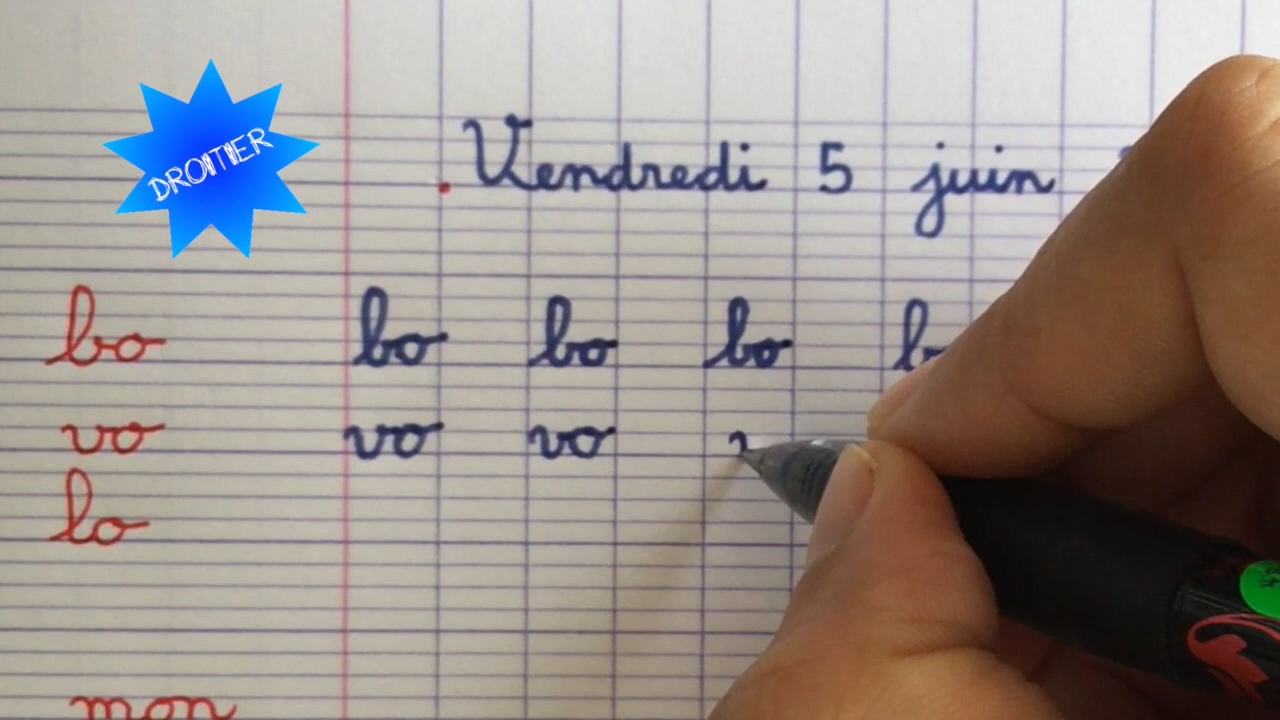 DROITIER
Vendredi 5 juin
bo bo bo bo
vo vo vo
lo
mon